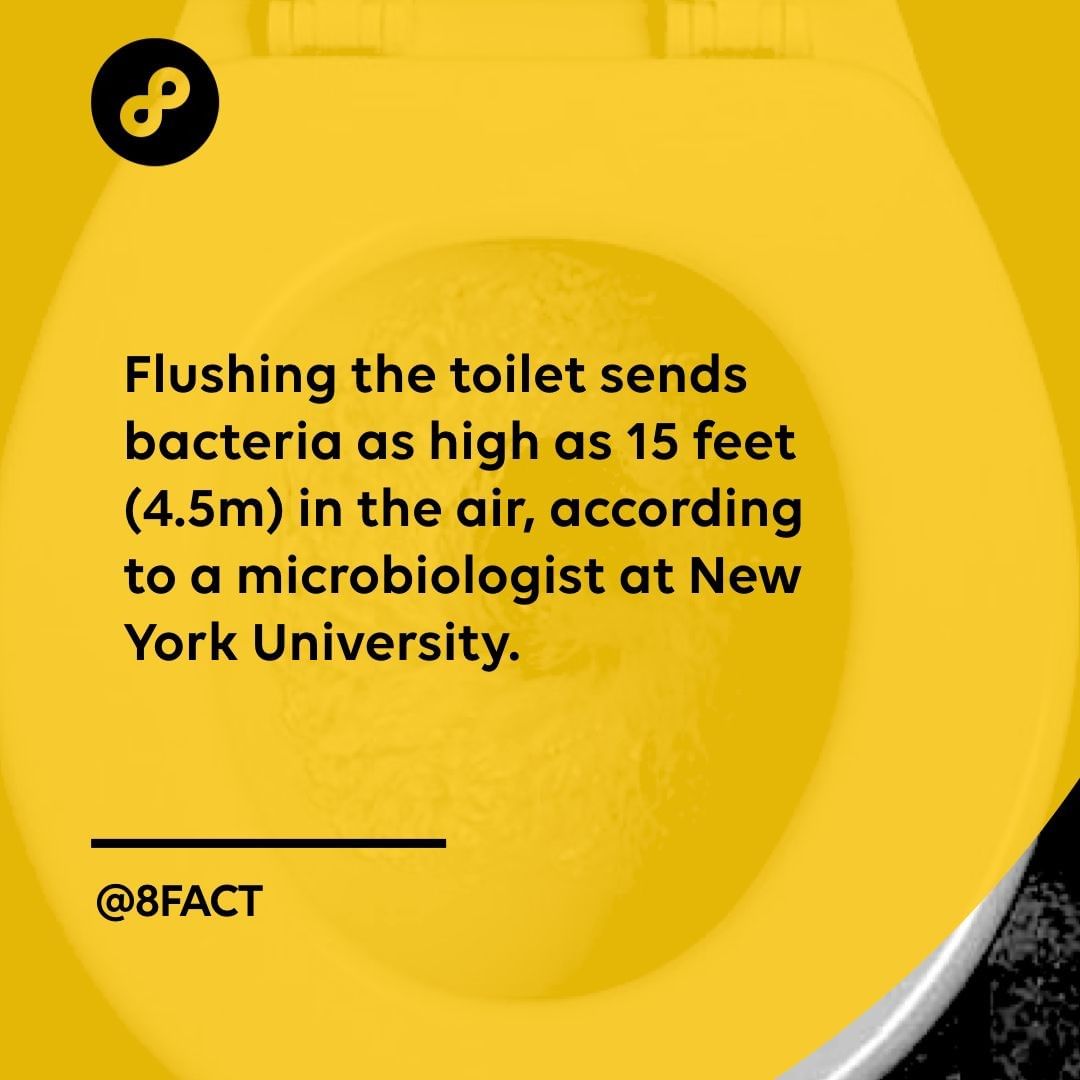 Flushing the toilet sends
bacteria as high as 15 feet
(4.5m) in the air, according
to a microbiologist at New
York University.
@8FACT